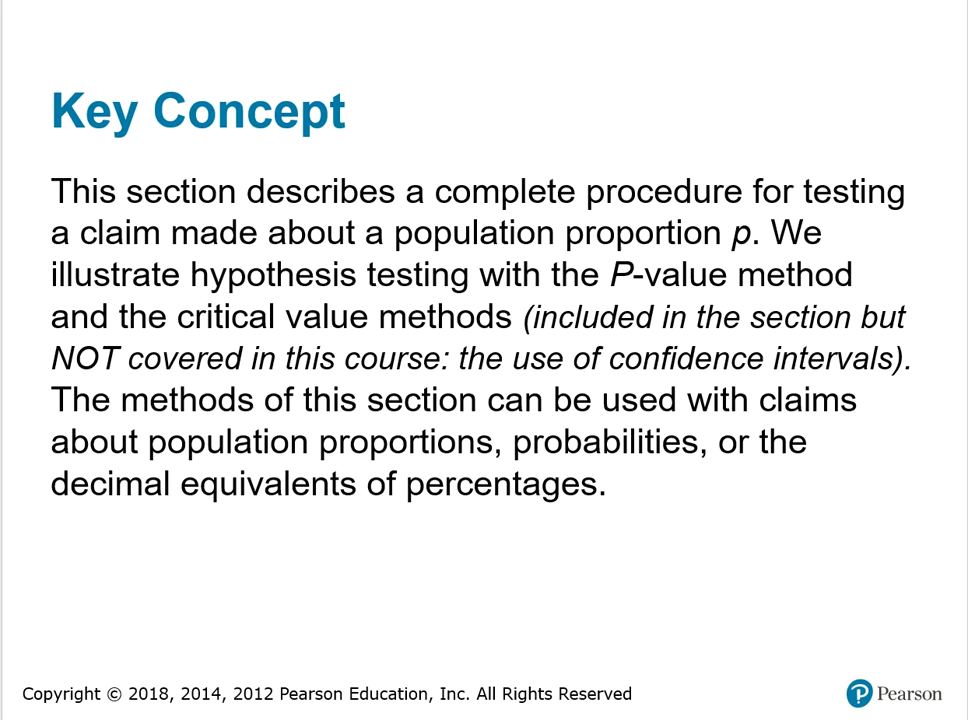 Key Concept
This section describes a complete procedure for testing
a claim made about a population proportion p. We
illustrate hypothesis testing with the P-value method
and the critical value methods (included in the section but
NOT covered in this course: the use of confidence intervals).
The methods of this section can be used with claims
about population proportions, probabilities, or the
decimal equivalents of percentages.
Copyright © 2018, 2014, 2012 Pearson Education, Inc. All Rights Reserved
P Pearson